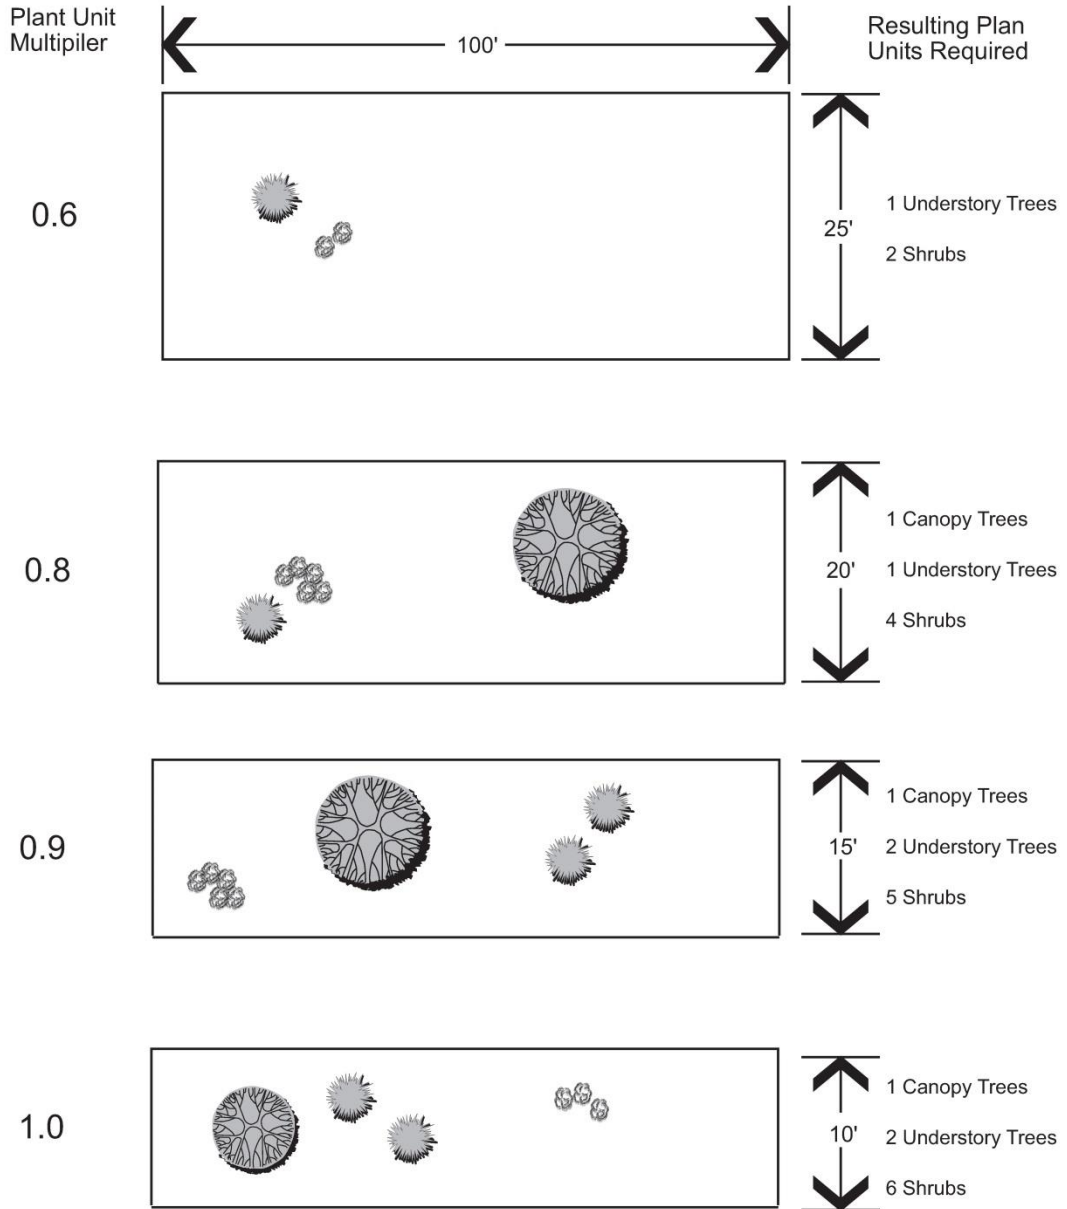 Plant Unit
Multipiler
100'
Resulting Plan
Units Required
0.6
25'
1 Understory Trees
2 Shrubs
0.8
20'
1 Canopy Trees
1 Understory Trees
4 Shrubs
0.9
15'
1 Canopy Trees
2 Understory Trees
5 Shrubs
1.0
10'
1 Canopy Trees
2 Understory Trees
6 Shrubs